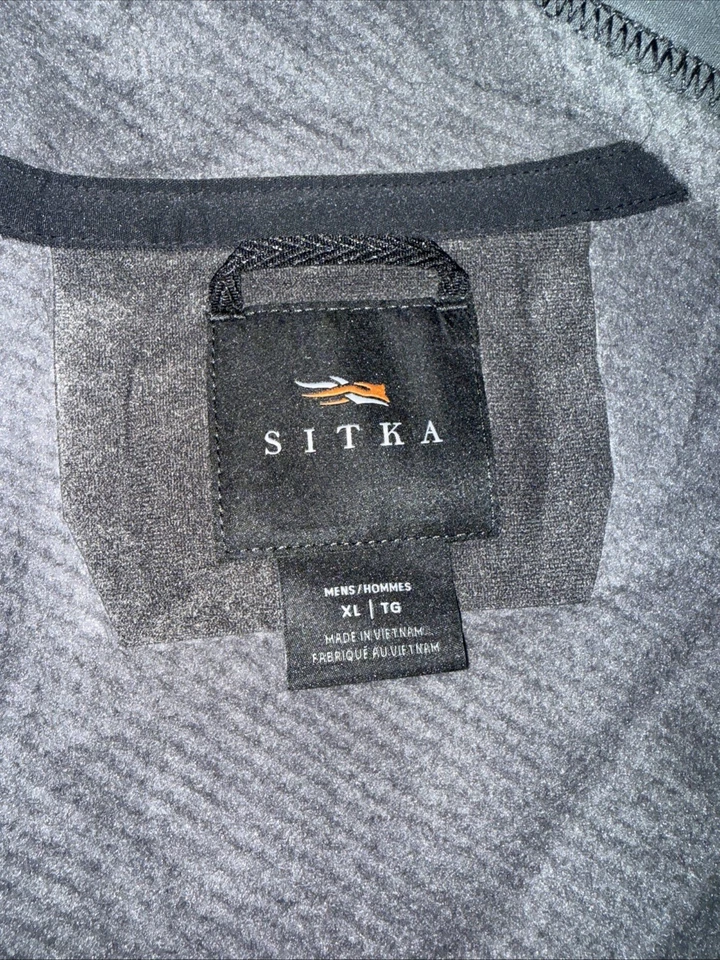 SITKA
MENS/HOMMES
XL | TG
MADE IN VIETNAM
FABRIQUÉ AU VIETNAM